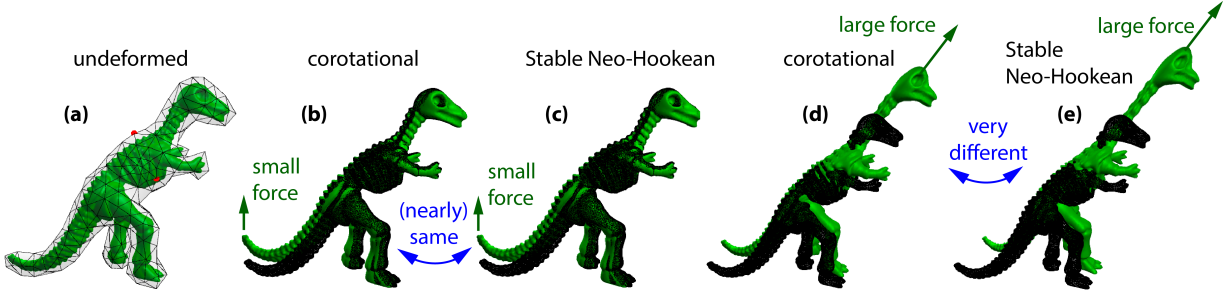 undeformed
(a)
corotational
(b)
small
force
(nearly)
same
Stable Neo-Hookean
(c)
small
force
large force
corotational
(d)
very
different
large force
Stable
Neo-Hookean
(e)